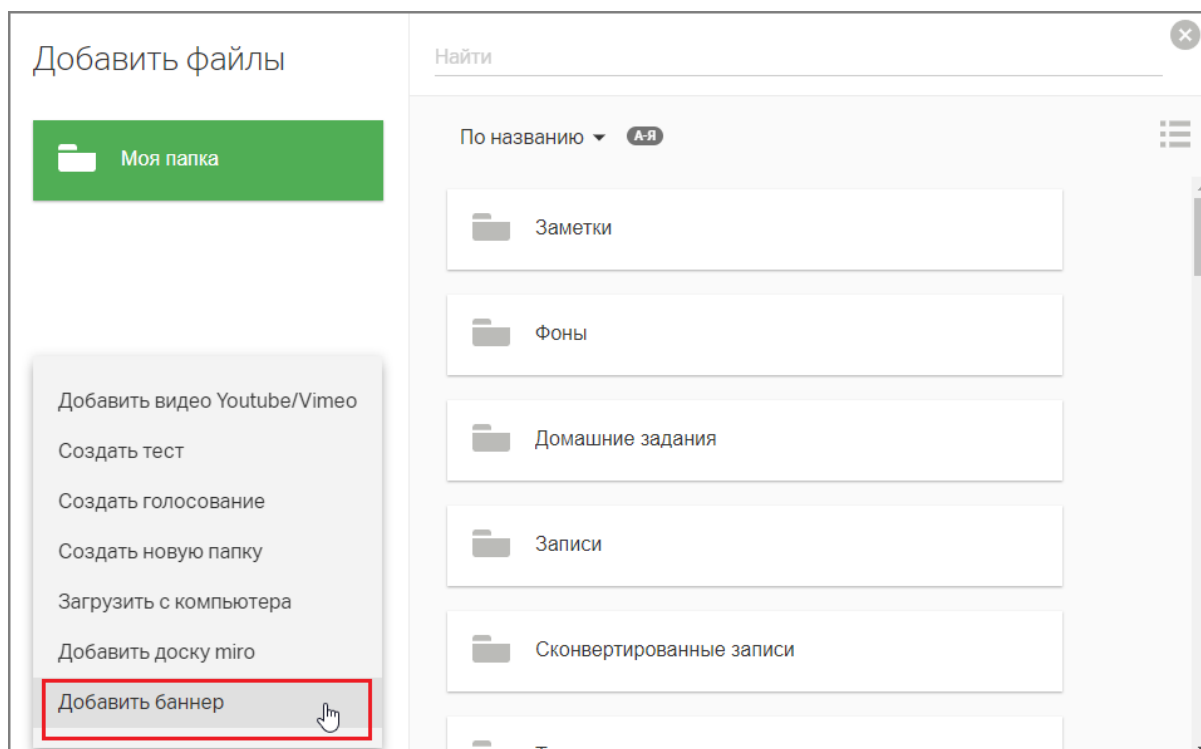 Добавить файлы
Моя папка
Добавить видео Youtube/Vimeo
Создать тест
Создать голосование
Создать новую папку
Загрузить с компьютера
Добавить доску miro
Добавить баннер
Найти
По названию
А-Я
Заметки
Фоны
Домашние задания
Записи
Сконвертированные записи